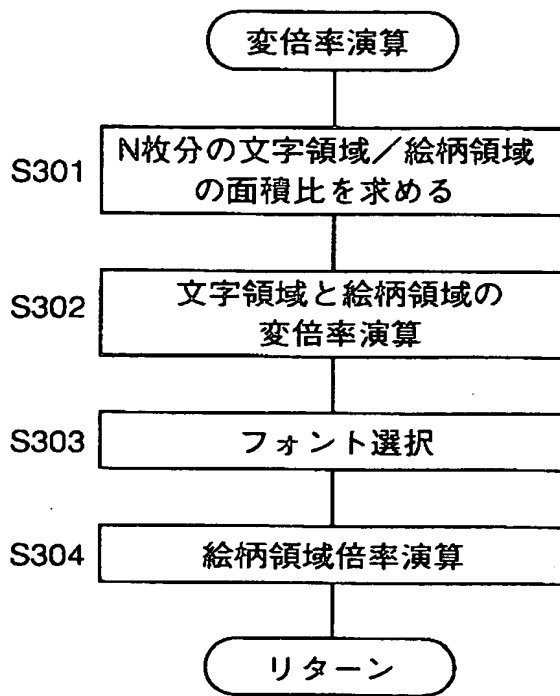 変倍率演算
S301
N枚分の文字領域／絵柄領域
の面積比を求める
S302
文字領域と絵柄領域の
変倍率演算
S303
フォント選択
S304
絵柄領域倍率演算
リターン